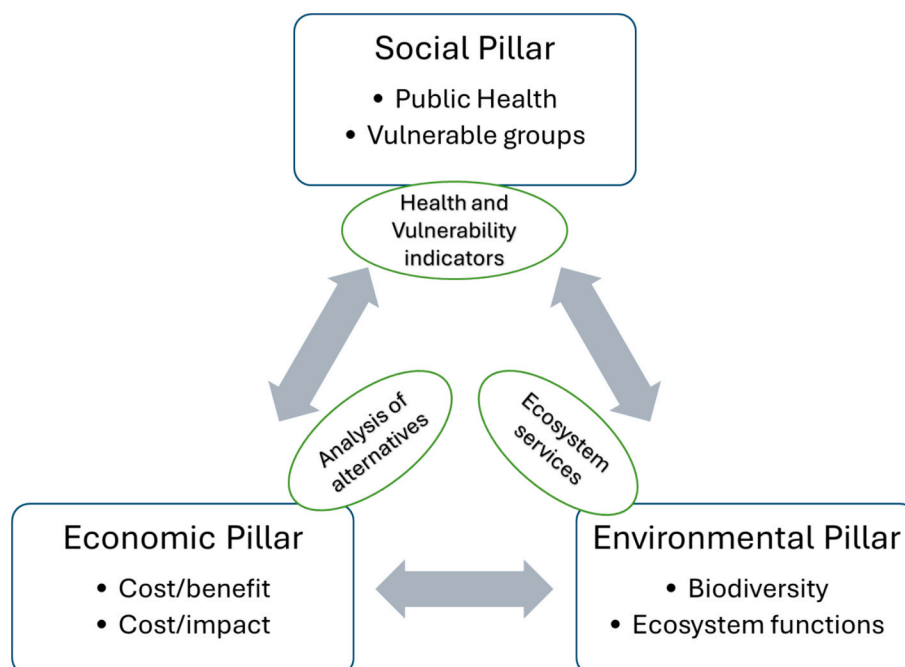 Social Pillar
• Public Health
• Vulnerable groups
Health and
Vulnerability
indicators
Analysis of
alternatives
Ecosystem
services
Economic Pillar
• Cost/benefit
• Cost/impact
Environmental Pillar
• Biodiversity
• Ecosystem functions